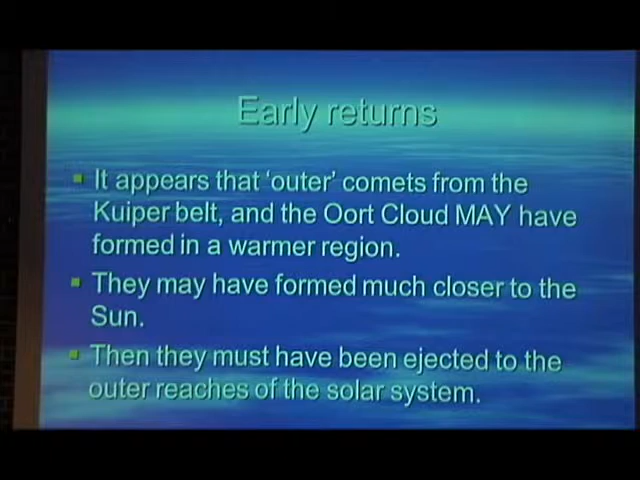 Early returns
It appears that ‘outer’ comets from the
Kuiper belt, and the Oort Cloud MAY have
formed in a warmer region.
They may have formed much closer to the
Sun.
Then they must have been ejected to the
outer reaches of the solar system.